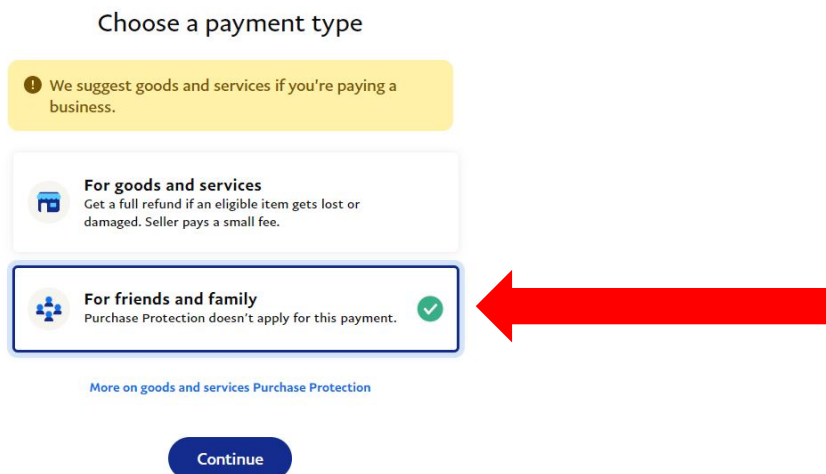 Choose a payment type
We suggest goods and services if you're paying a
business.
For goods and services
Get a full refund if an eligible item gets lost or
damaged. Seller pays a small fee.
For friends and family
Purchase Protection doesn't apply for this payment.
More on goods and services Purchase Protection
Continue